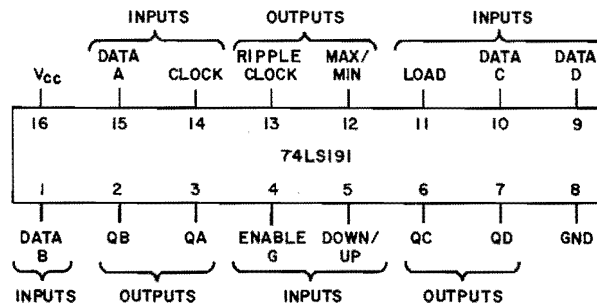 INPUTS OUTPUTS INPUTS
DATA RIPPLE MAX/ DATA DATA
VCC A CLOCK CLOCK MIN LOAD C D
16 15 14 13 12 11 10 9
74LS191
1 2 3 4 5 6 7 8
DATA QB QA ENABLE DOWN/ QC QD GND
B G UP
INPUTS OUTPUTS INPUTS OUTPUTS